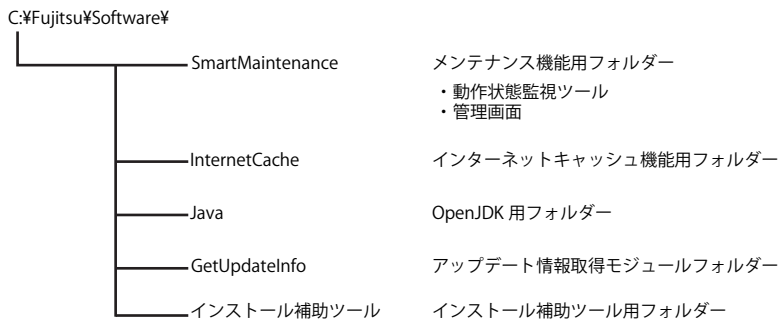 C:¥Fujitsu¥Software¥
SmartMaintenance メンテナンス機能用フォルダー
・動作状態監視ツール
・管理画面
InternetCache インターネットキャッシュ機能用フォルダー
Java OpenJDK 用フォルダー
GetUpdateInfo アップデート情報取得モジュールフォルダー
インストール補助ツール インストール補助ツール用フォルダー